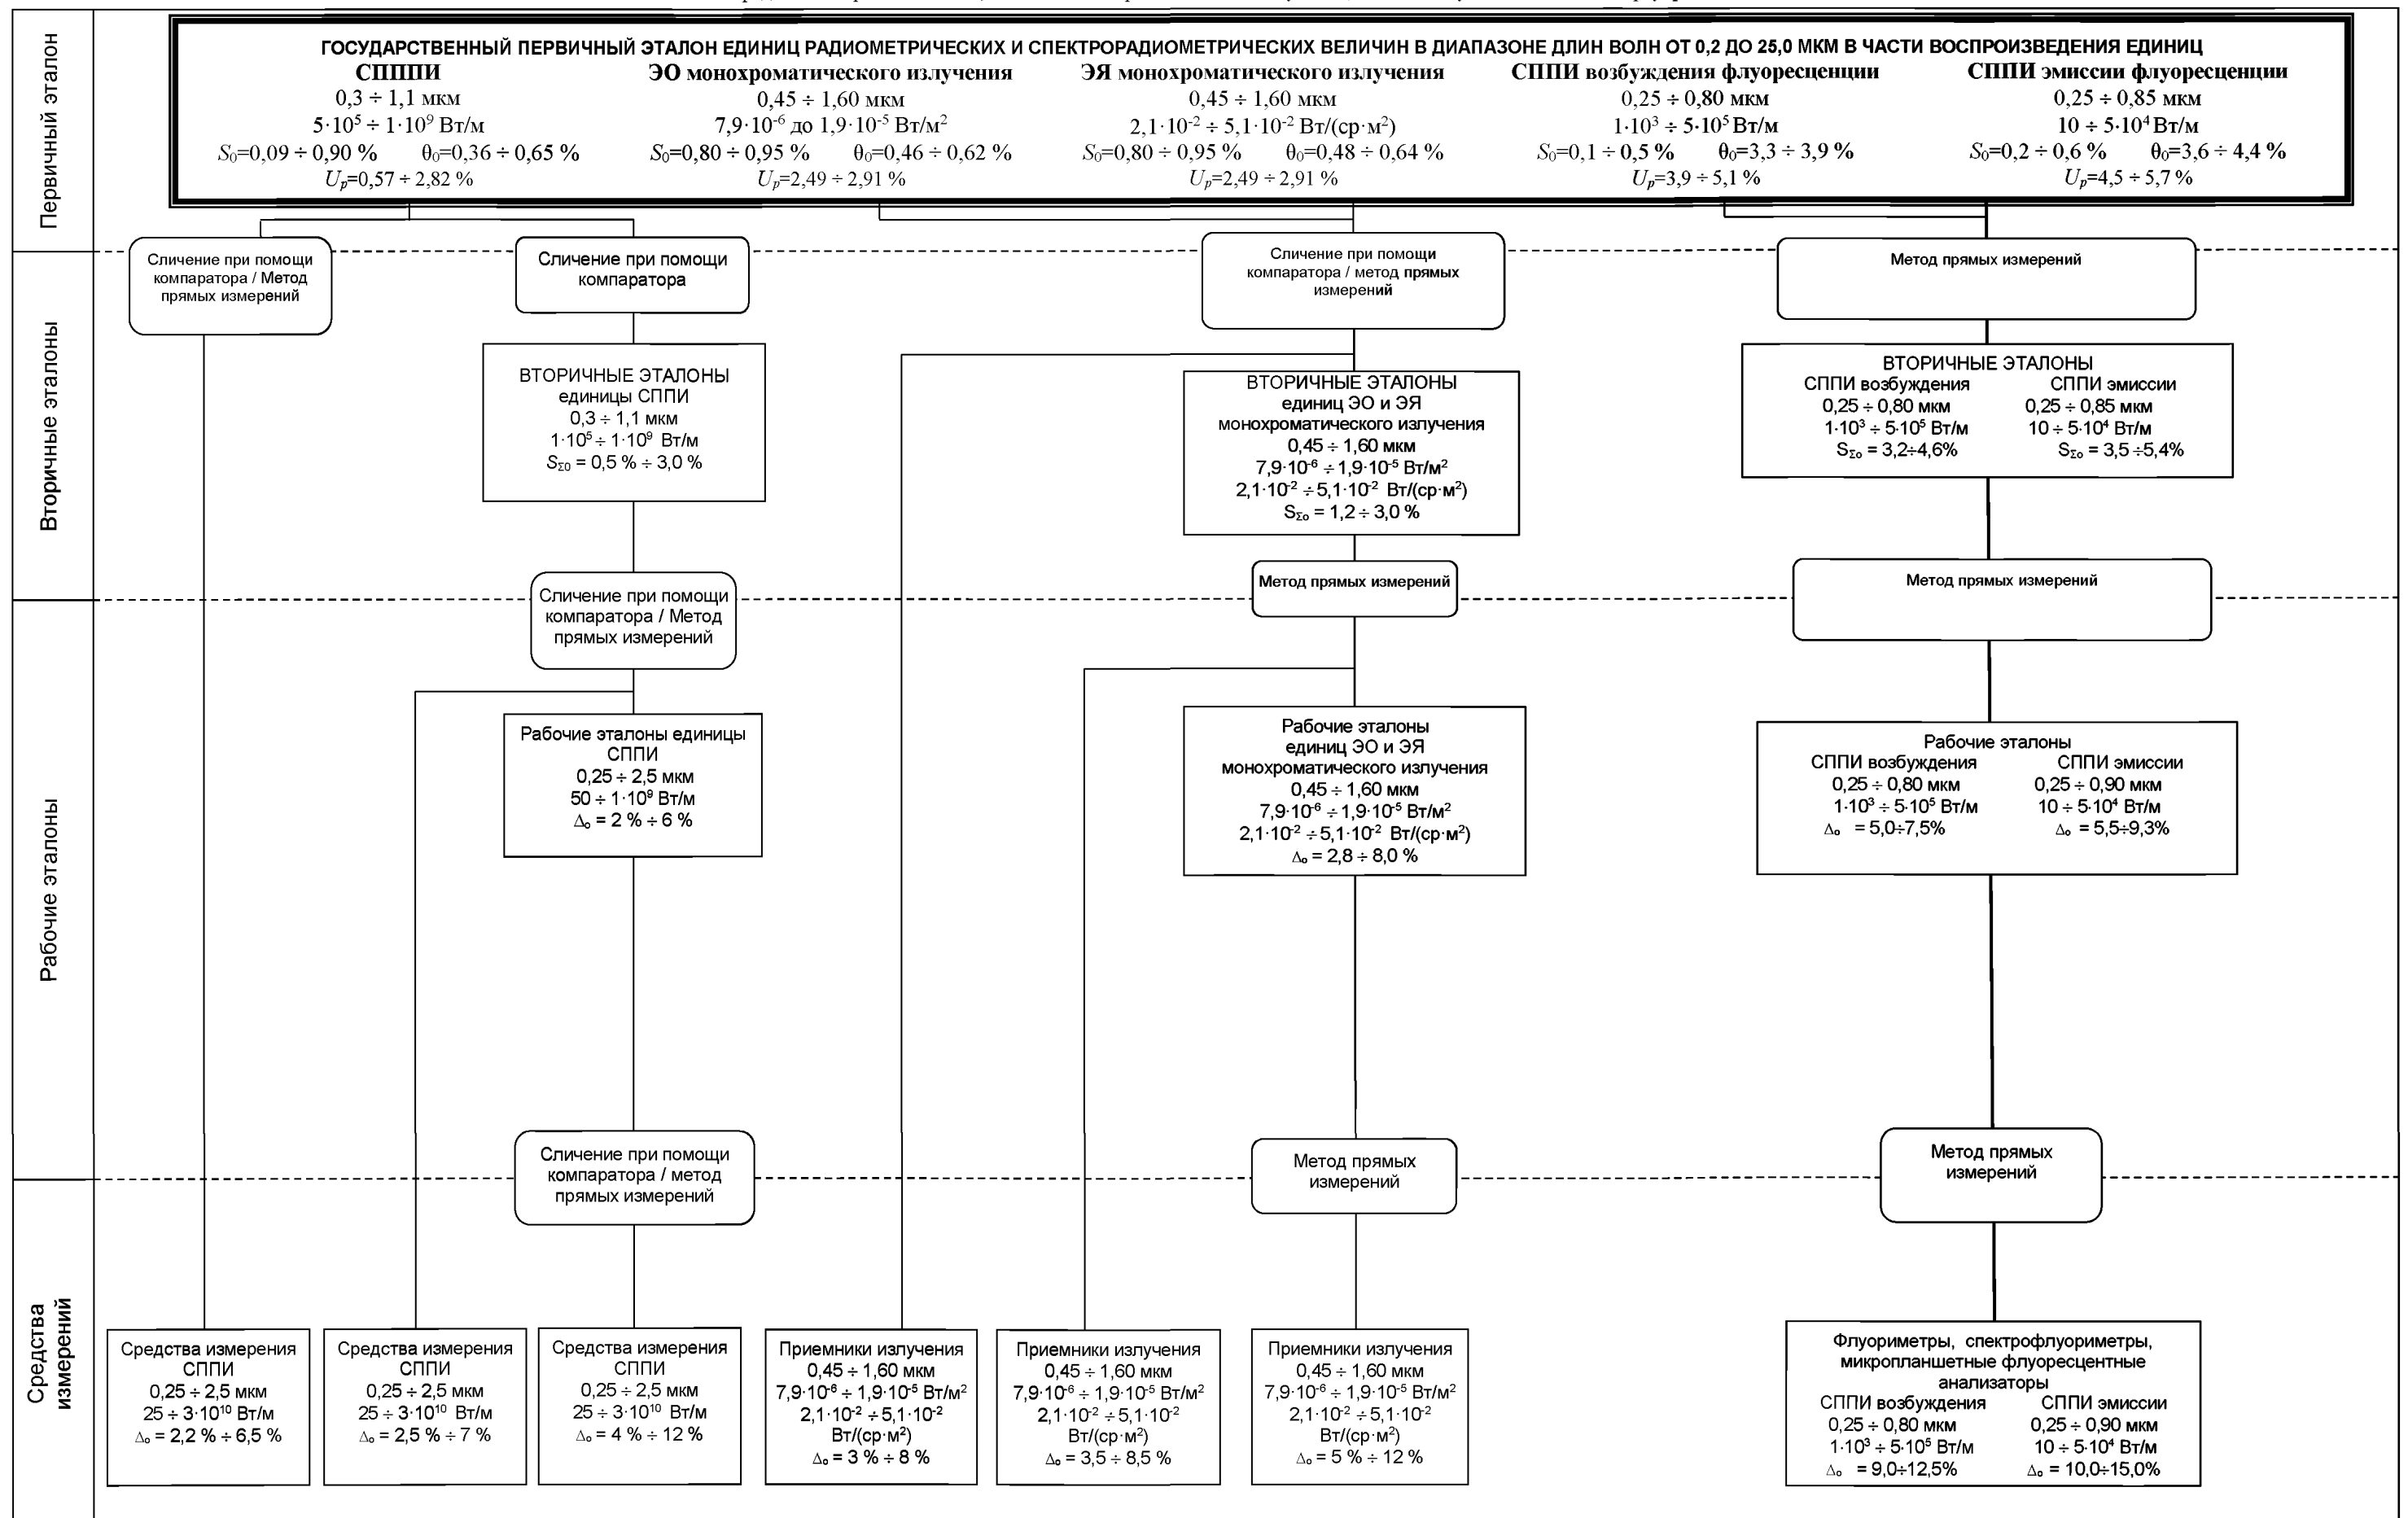 ГОСУДАРСТВЕННЫЙ ПЕРВИЧНЫЙ ЭТАЛОН ЕДИНИЦ РАДИОМЕТРИЧЕСКИХ И СПЕКТРОРАДИОМЕТРИЧЕСКИХ ВЕЛИЧИН В ДИАПАЗОНЕ ДЛИН ВОЛН ОТ 0,2 ДО 25,0 МКМ В ЧАСТИ ВОСПРОИЗВЕДЕНИЯ ЕДИНИЦ
СПППИ
0,3 ÷ 1,1 мкм
5·10⁵ ÷ 1·10⁹ Вт/м
S₀=0,09 ÷ 0,90 % θ₀=0,36 ÷ 0,65 %
Uₚ=0,57 ÷ 2,82 %
ЭО монохроматического излучения
0,45 ÷ 1,60 мкм
7,9·10⁻⁶ до 1,9·10⁻⁵ Вт/м²
S₀=0,80 ÷ 0,95 % θ₀=0,46 ÷ 0,62 %
Uₚ=2,49 ÷ 2,91 %
ЭЯ монохроматического излучения
0,45 ÷ 1,60 мкм
2,1·10⁻² ÷ 5,1·10⁻² Вт/(ср·м²)
S₀=0,80 ÷ 0,95 % θ₀=0,48 ÷ 0,64 %
Uₚ=2,49 ÷ 2,91 %
СППИ возбуждения флуоресценции
0,25 ÷ 0,80 мкм
1·10³ ÷ 5·10⁵ Вт/м
S₀=0,1 ÷ 0,5 % θ₀=3,3 ÷ 3,9 %
Uₚ=3,9 ÷ 5,1 %
СППИ эмиссии флуоресценции
0,25 ÷ 0,85 мкм
10 ÷ 5·10⁴ Вт/м
S₀=0,2 ÷ 0,6 % θ₀=3,6 ÷ 4,4 %
Uₚ=4,5 ÷ 5,7 %
Первичный эталон
Сличение при помощи
компаратора / Метод
прямых измерений
Сличение при помощи
компаратора
Сличение при помощи
компаратора / метод прямых
измерений
Метод прямых измерений
Вторичные эталоны
ВТОРИЧНЫЕ ЭТАЛОНЫ
единицы СППИ
0,3 ÷ 1,1 мкм
1·10⁵ ÷ 1·10⁹ Вт/м
S_Σ0 = 0,5 % ÷ 3,0 %
ВТОРИЧНЫЕ ЭТАЛОНЫ
единиц ЭО и ЭЯ
монохроматического излучения
0,45 ÷ 1,60 мкм
7,9·10⁻⁶ ÷ 1,9·10⁻⁵ Вт/м²
2,1·10⁻² ÷ 5,1·10⁻² Вт/(ср·м²)
S_Σo = 1,2 ÷ 3,0 %
ВТОРИЧНЫЕ ЭТАЛОНЫ
СППИ возбуждения СППИ эмиссии
0,25 ÷ 0,80 мкм 0,25 ÷ 0,85 мкм
1·10³ ÷ 5·10⁵ Вт/м 10 ÷ 5·10⁴ Вт/м
S_Σo = 3,2÷4,6% S_Σo = 3,5 ÷5,4%
Сличение при помощи
компаратора / Метод
прямых измерений
Метод прямых измерений
Метод прямых измерений
Рабочие эталоны
Рабочие эталоны единицы
СППИ
0,25 ÷ 2,5 мкм
50 ÷ 1·10⁹ Вт/м
Δₒ = 2 % ÷ 6 %
Рабочие эталоны
единиц ЭО и ЭЯ
монохроматического излучения
0,45 ÷ 1,60 мкм
7,9·10⁻⁶ ÷ 1,9·10⁻⁵ Вт/м²
2,1·10⁻² ÷ 5,1·10⁻² Вт/(ср·м²)
Δₒ = 2,8 ÷ 8,0 %
Рабочие эталоны
СППИ возбуждения СППИ эмиссии
0,25 ÷ 0,80 мкм 0,25 ÷ 0,90 мкм
1·10³ ÷ 5·10⁵ Вт/м 10 ÷ 5·10⁴ Вт/м
Δₒ = 5,0÷7,5% Δₒ = 5,5÷9,3%
Сличение при помощи
компаратора / метод
прямых измерений
Метод прямых
измерений
Метод прямых
измерений
Средства
измерений
Средства измерения
СППИ
0,25 ÷ 2,5 мкм
25 ÷ 3·10¹⁰ Вт/м
Δₒ = 2,2 % ÷ 6,5 %
Средства измерения
СППИ
0,25 ÷ 2,5 мкм
25 ÷ 3·10¹⁰ Вт/м
Δₒ = 2,5 % ÷ 7 %
Средства измерения
СППИ
0,25 ÷ 2,5 мкм
25 ÷ 3·10¹⁰ Вт/м
Δₒ = 4 % ÷ 12 %
Приемники излучения
0,45 ÷ 1,60 мкм
7,9·10⁻⁶ ÷ 1,9·10⁻⁵ Вт/м²
2,1·10⁻² ÷ 5,1·10⁻²
Вт/(ср·м²)
Δₒ = 3 % ÷ 8 %
Приемники излучения
0,45 ÷ 1,60 мкм
7,9·10⁻⁶ ÷ 1,9·10⁻⁵ Вт/м²
2,1·10⁻² ÷ 5,1·10⁻²
Вт/(ср·м²)
Δₒ = 3,5 ÷ 8,5 %
Приемники излучения
0,45 ÷ 1,60 мкм
7,9·10⁻⁶ ÷ 1,9·10⁻⁵ Вт/м²
2,1·10⁻² ÷ 5,1·10⁻²
Вт/(ср·м²)
Δₒ = 5 % ÷ 12 %
Флуориметры, спектрофлуориметры,
микропланшетные флуоресцентные
анализаторы
СППИ возбуждения СППИ эмиссии
0,25 ÷ 0,80 мкм 0,25 ÷ 0,90 мкм
1·10³ ÷ 5·10⁵ Вт/м 10 ÷ 5·10⁴ Вт/м
Δₒ = 9,0÷12,5% Δₒ = 10,0÷15,0%